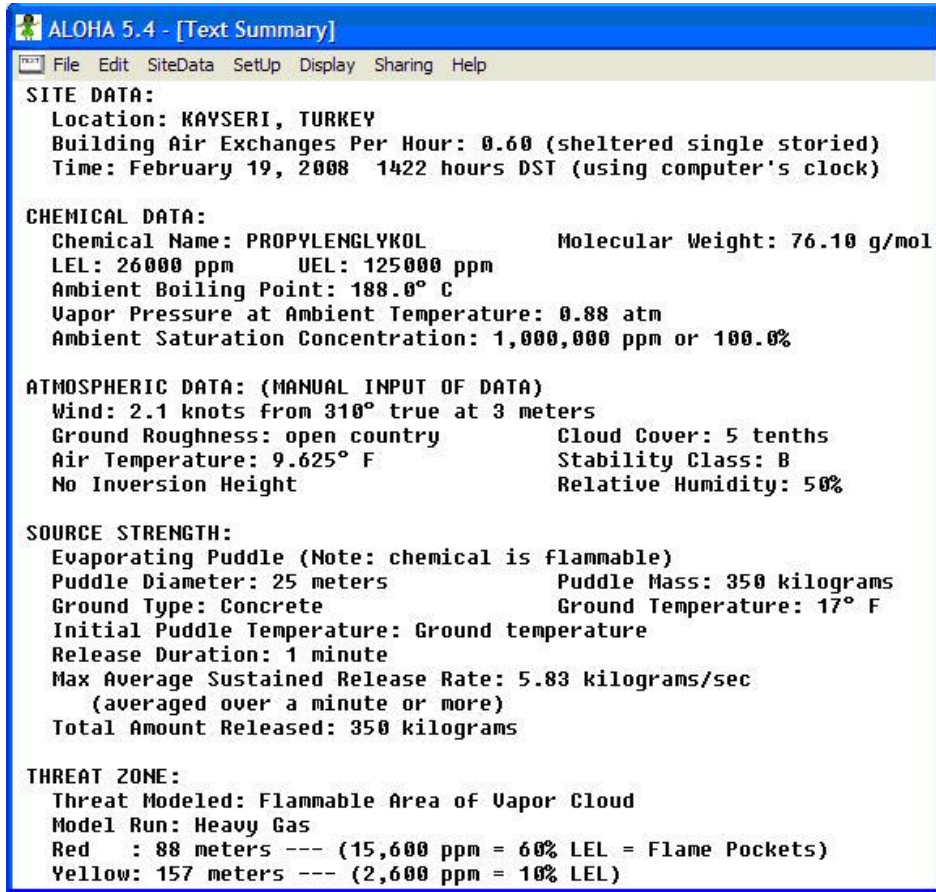 ALOHA 5.4 - [Text Summary]
File Edit SiteData SetUp Display Sharing Help
SITE DATA:
Location: KAYSERI, TURKEY
Building Air Exchanges Per Hour: 0.60 (sheltered single storied)
Time: February 19, 2008 1422 hours DST (using computer's clock)
CHEMICAL DATA:
Chemical Name: PROPYLENGLYKOL Molecular Weight: 76.10 g/mol
LEL: 26000 ppm UEL: 125000 ppm
Ambient Boiling Point: 188.0° C
Vapor Pressure at Ambient Temperature: 0.88 atm
Ambient Saturation Concentration: 1,000,000 ppm or 100.0%
ATMOSPHERIC DATA: (MANUAL INPUT OF DATA)
Wind: 2.1 knots from 310° true at 3 meters
Ground Roughness: open country Cloud Cover: 5 tenths
Air Temperature: 9.625° F Stability Class: B
No Inversion Height Relative Humidity: 50%
SOURCE STRENGTH:
Evaporating Puddle (Note: chemical is flammable)
Puddle Diameter: 25 meters Puddle Mass: 350 kilograms
Ground Type: Concrete Ground Temperature: 17° F
Initial Puddle Temperature: Ground temperature
Release Duration: 1 minute
Max Average Sustained Release Rate: 5.83 kilograms/sec
(averaged over a minute or more)
Total Amount Released: 350 kilograms
THREAT ZONE:
Threat Modeled: Flammable Area of Vapor Cloud
Model Run: Heavy Gas
Red : 88 meters --- (15,600 ppm = 60% LEL = Flame Pockets)
Yellow: 157 meters --- (2,600 ppm = 10% LEL)